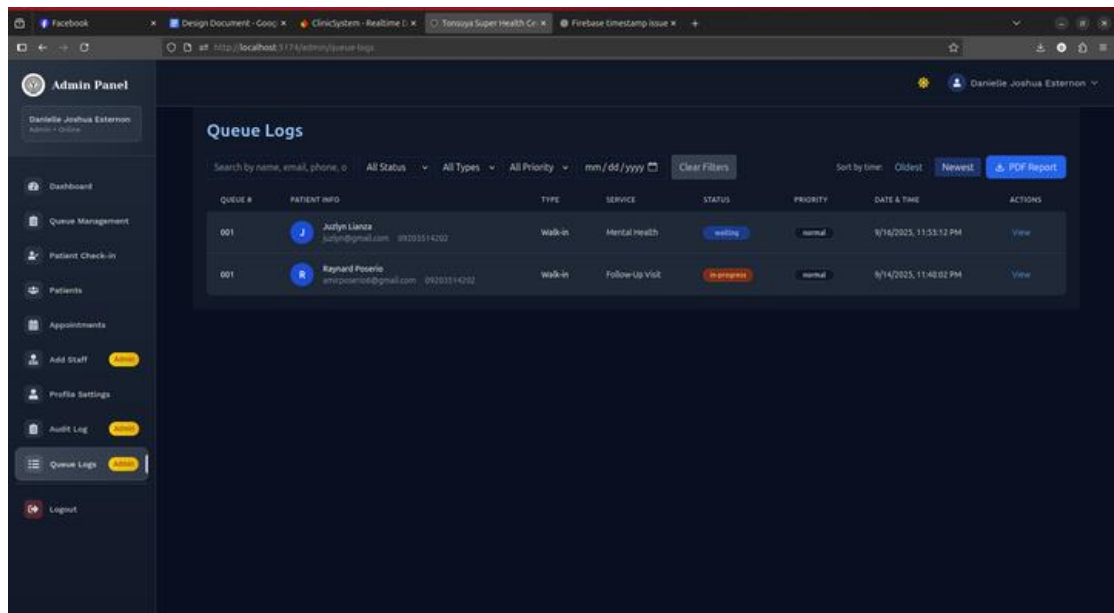 Facebook
Design Document - Goog
ClinicSystem - Realtime D
Tonsuya Super Health Ce
Firebase timestamp issue
http://localhost:5174/admin/queue-logs
Admin Panel
Danielle Joshua Esternon
Danielle Joshua Esternon
Admin • Online
Queue Logs
Search by name, email, phone, o
All Status
All Types
All Priority
mm/dd/yyyy
Clear Filters
Sort by time:
Oldest
Newest
PDF Report
QUEUE # PATIENT INFO TYPE SERVICE STATUS PRIORITY DATE & TIME ACTIONS
001 J Juzlyn Lianza Walk-in Mental Health waiting normal 9/16/2025, 11:53:12 PM View
juzlyn@gmail.com 09203514202
001 R Raynard Poserio Walk-in Follow-Up Visit in-progress normal 9/14/2025, 11:40:02 PM View
09203514202
Dashboard
Queue Management
Patient Check-in
Patients
Appointments
Add Staff Admin
Profile Settings
Audit Log Admin
Queue Logs Admin
Logout